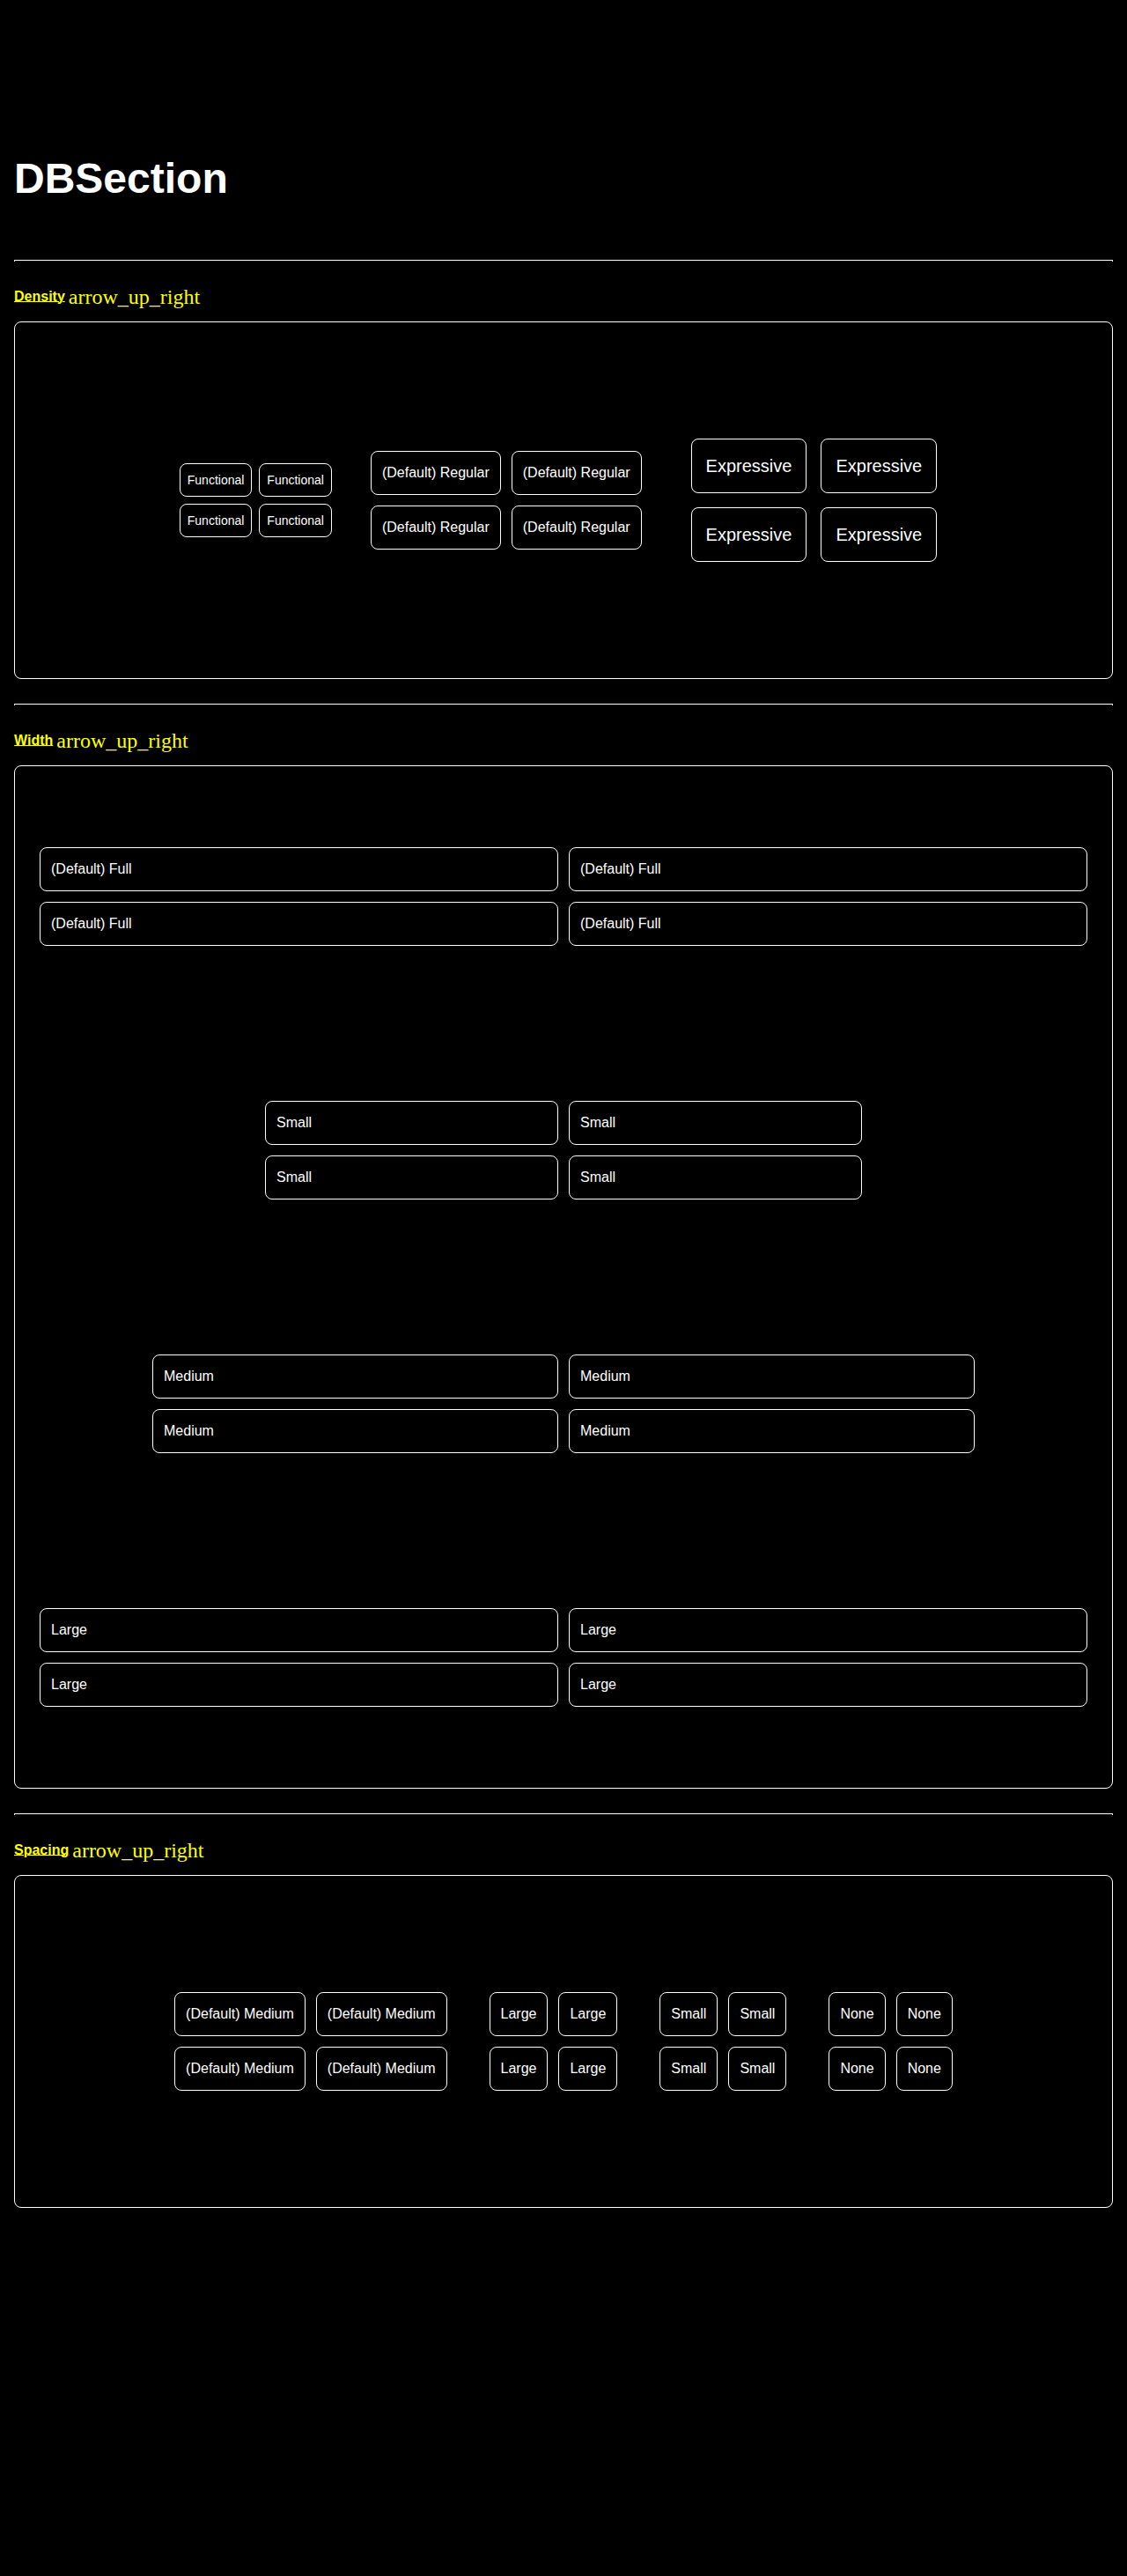 DBSection
Density arrow_up_right
Functional Functional (Default) Regular (Default) Regular Expressive Expressive
Functional Functional (Default) Regular (Default) Regular Expressive Expressive
Width arrow_up_right
(Default) Full (Default) Full
(Default) Full (Default) Full
Small Small
Small Small
Medium Medium
Medium Medium
Large Large
Large Large
Spacing arrow_up_right
(Default) Medium (Default) Medium Large Large Small Small None None
(Default) Medium (Default) Medium Large Large Small Small None None